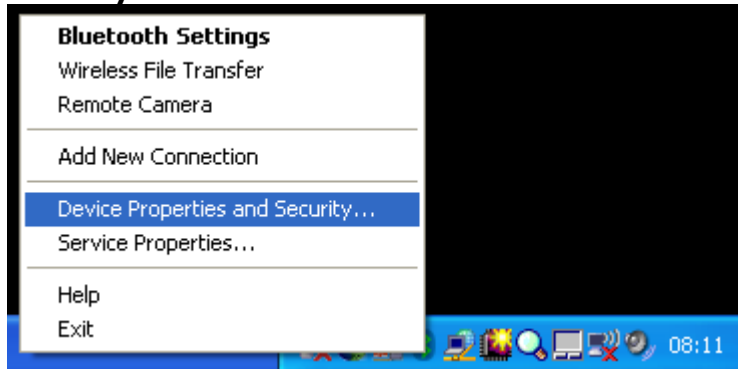 Bluetooth Settings
Wireless File Transfer
Remote Camera
Add New Connection
Device Properties and Security...
Service Properties...
Help
Exit
08:11